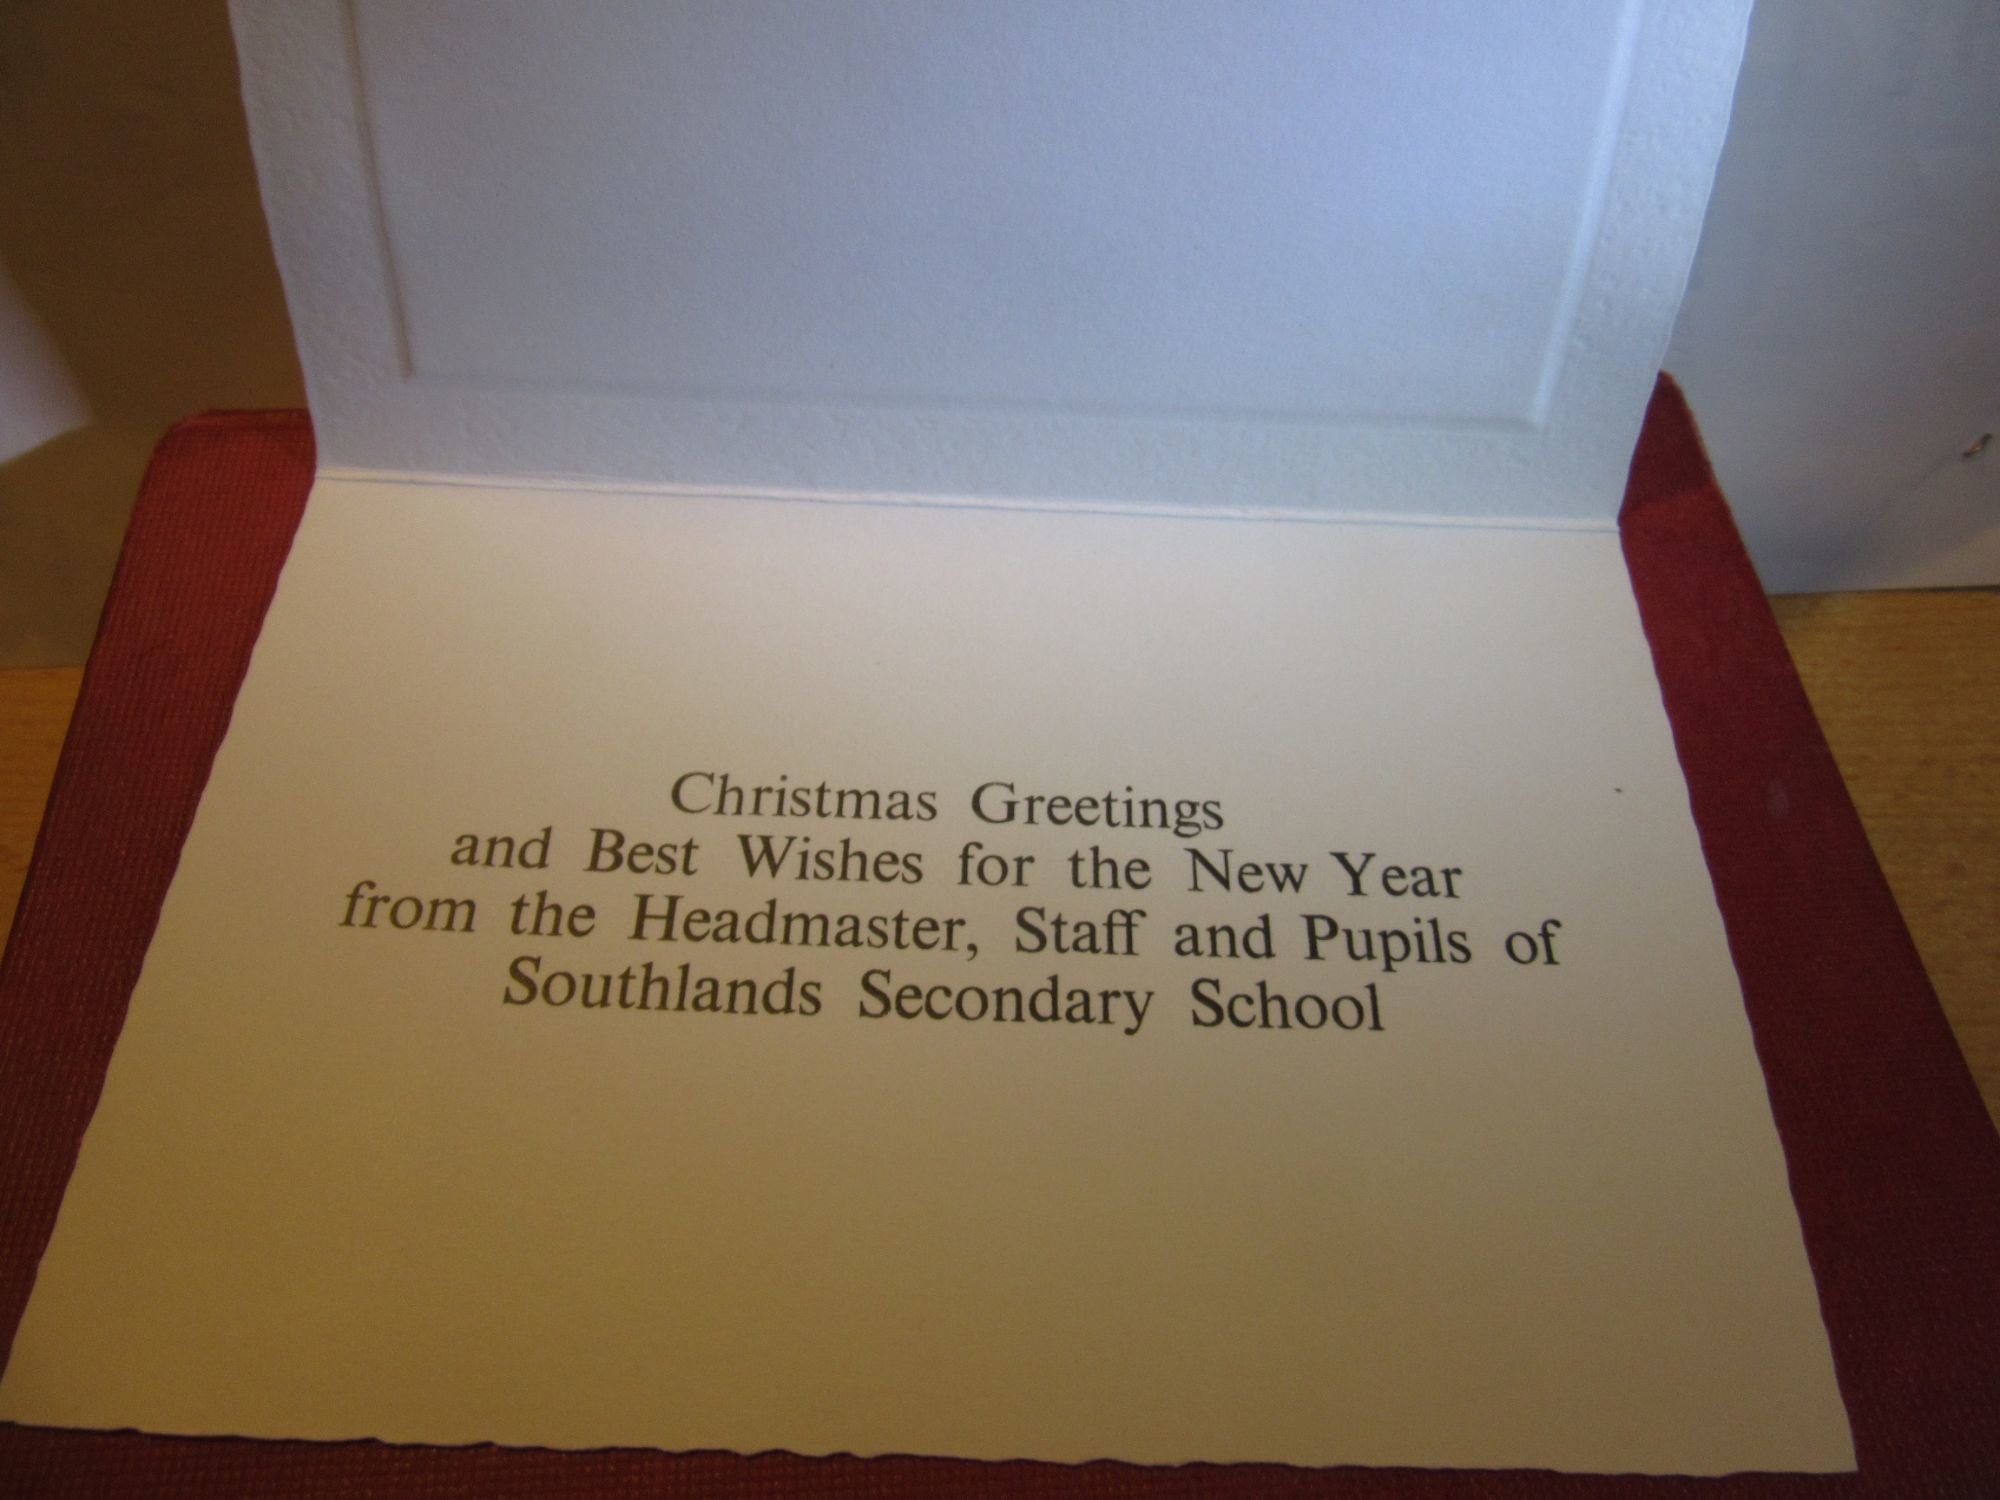 Christmas Greetings
and Best Wishes for the New Year
from the Headmaster, Staff and Pupils of
Southlands Secondary School